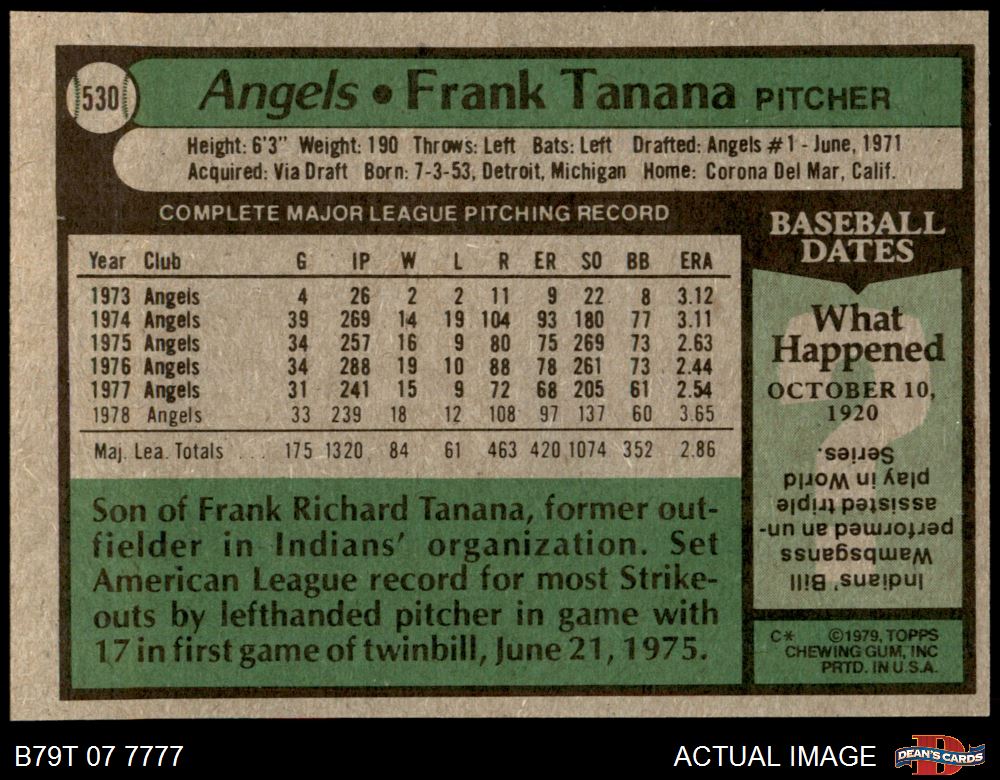 530
Angels • Frank Tanana PITCHER
Height: 6'3" Weight: 190 Throws: Left Bats: Left Drafted: Angels #1 - June, 1971
Acquired: Via Draft Born: 7-3-53, Detroit, Michigan Home: Corona Del Mar, Calif.
COMPLETE MAJOR LEAGUE PITCHING RECORD
Year Club G IP W L R ER SO BB ERA
1973 Angels 4 26 2 2 11 9 22 8 3.12
1974 Angels 39 269 14 19 104 93 180 77 3.11
1975 Angels 34 257 16 9 80 75 269 73 2.63
1976 Angels 34 288 19 10 88 78 261 73 2.44
1977 Angels 31 241 15 9 72 68 205 61 2.54
1978 Angels 33 239 18 12 108 97 137 60 3.65
Maj. Lea. Totals . . . 175 1320 84 61 463 420 1074 352 2.86
Son of Frank Richard Tanana, former out-
fielder in Indians' organization. Set
American League record for most Strike-
outs by lefthanded pitcher in game with
17 in first game of twinbill, June 21, 1975.
BASEBALL
DATES
What
Happened
OCTOBER 10,
1920
Indians' Bill
Wambsganss
performed an un-
assisted triple
play in World
Series.
C* ©1979, TOPPS
CHEWING GUM, INC
PRTD. IN U.S.A.
B79T 07 7777
ACTUAL IMAGE
D
DEAN'S CARDS